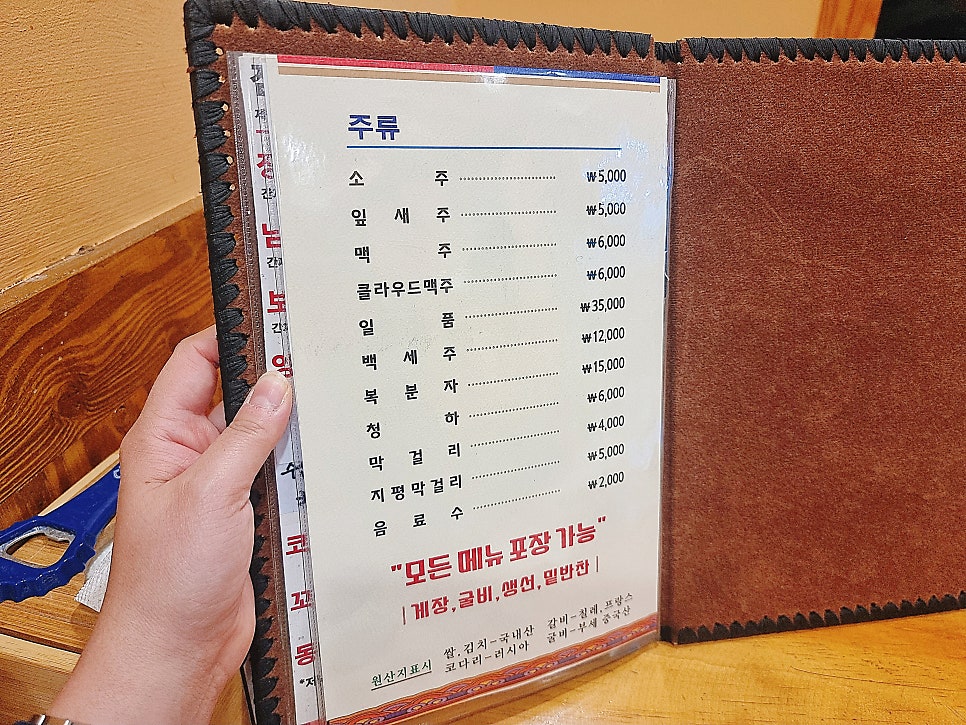 주류
소 주 ₩5,000
잎 새 주 ₩5,000
맥 주 ₩6,000
클라우드맥주 ₩6,000
일 품 ₩35,000
백 세 주 ₩12,000
복 분 자 ₩15,000
청 하 ₩6,000
막 걸 리 ₩4,000
지평막걸리 ₩5,000
음 료 수 ₩2,000
"모든 메뉴 포장 가능"
|게장,굴비,생선,밑반찬|
원산지표시
쌀,김치-국내산 갈비-칠레,프랑스
코다리-러시아 굴비-부세 중국산
코
꼬
동